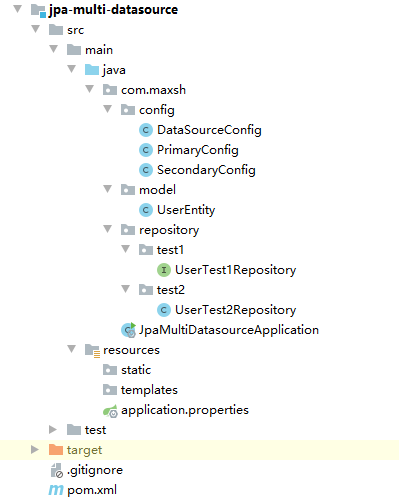 jpa-multi-datasource
src
main
java
com.maxsh
config
DataSourceConfig
PrimaryConfig
SecondaryConfig
model
UserEntity
repository
test1
UserTest1Repository
test2
UserTest2Repository
JpaMultiDatasourceApplication
resources
static
templates
application.properties
test
target
.gitignore
pom.xml